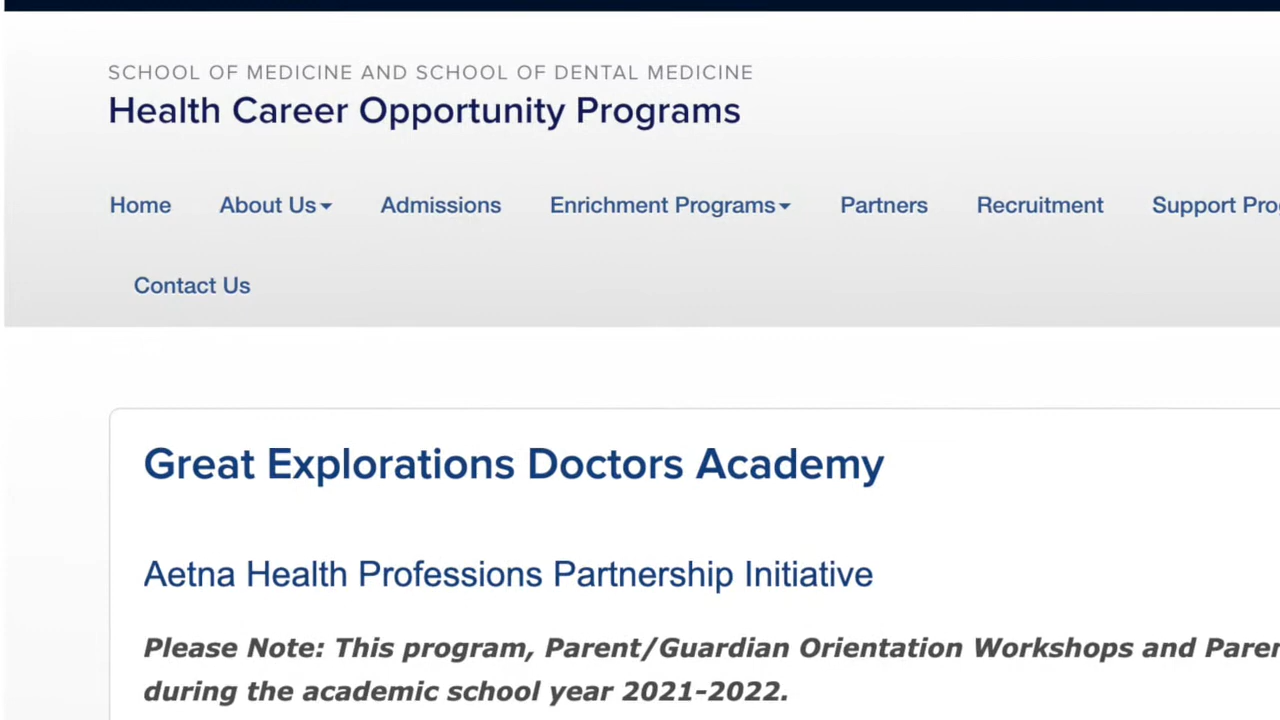 SCHOOL OF MEDICINE AND SCHOOL OF DENTAL MEDICINE
Health Career Opportunity Programs
Home About Us Admissions Enrichment Programs Partners Recruitment Support
Contact Us
Great Explorations Doctors Academy
Aetna Health Professions Partnership Initiative
Please Note: This program, Parent/Guardian Orientation Workshops and
during the academic school year 2021-2022.